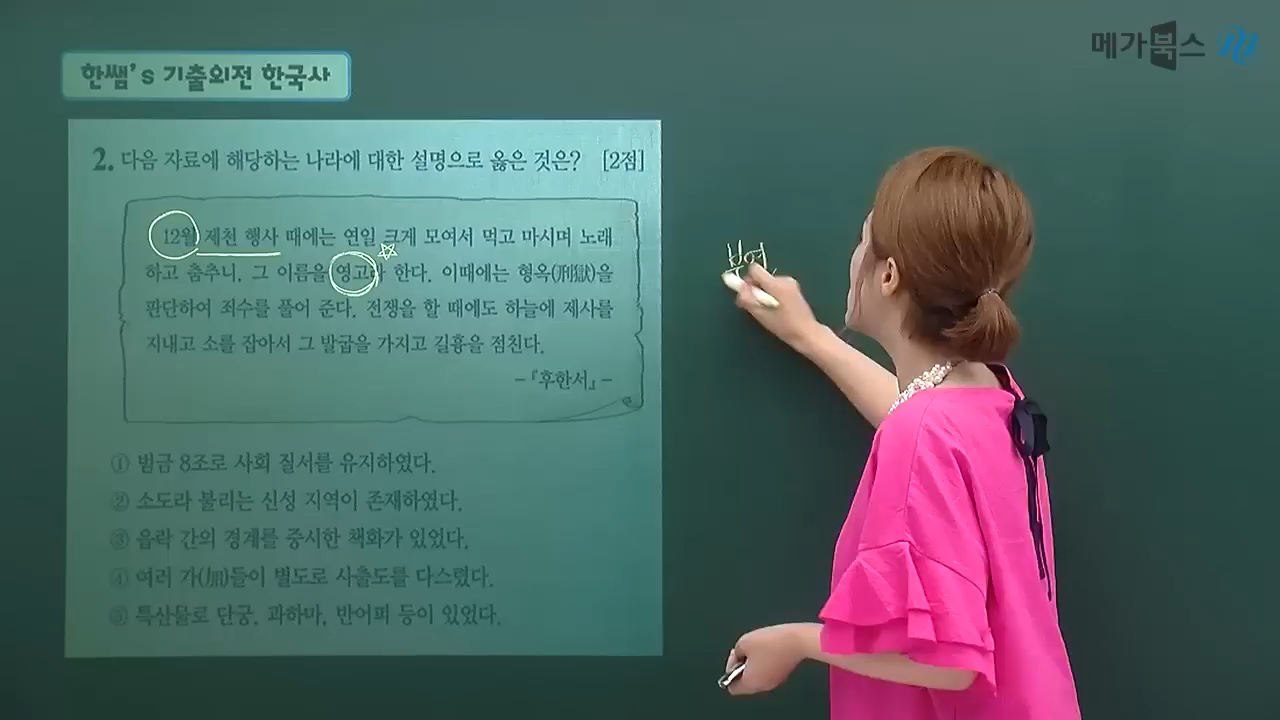 메가북스
한쌤's 기출외전 한국사
2. 다음 자료에 해당하는 나라에 대한 설명으로 옳은 것은? [2점]
12월 제천 행사 때에는 연일 크게 모여서 먹고 마시며 노래
하고 춤추니, 그 이름을 영고라 한다. 이때에는 형옥(刑獄)을
판단하여 죄수를 풀어 준다. 전쟁을 할 때에도 하늘에 제사를
지내고 소를 잡아서 그 발굽을 가지고 길흉을 점친다.
-『후한서』-
① 범금 8조로 사회 질서를 유지하였다.
② 소도라 불리는 신성 지역이 존재하였다.
③ 읍락 간의 경계를 중시한 책화가 있었다.
④ 여러 가(加)들이 별도로 사출도를 다스렸다.
⑤ 특산물로 단궁, 과하마, 반어피 등이 있었다.
부여